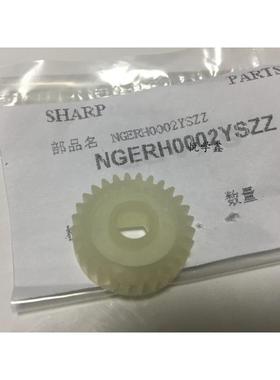 SHARP PARTS
部品名 NGERH0002YSZZ
NGERH0002YSZZ
数量